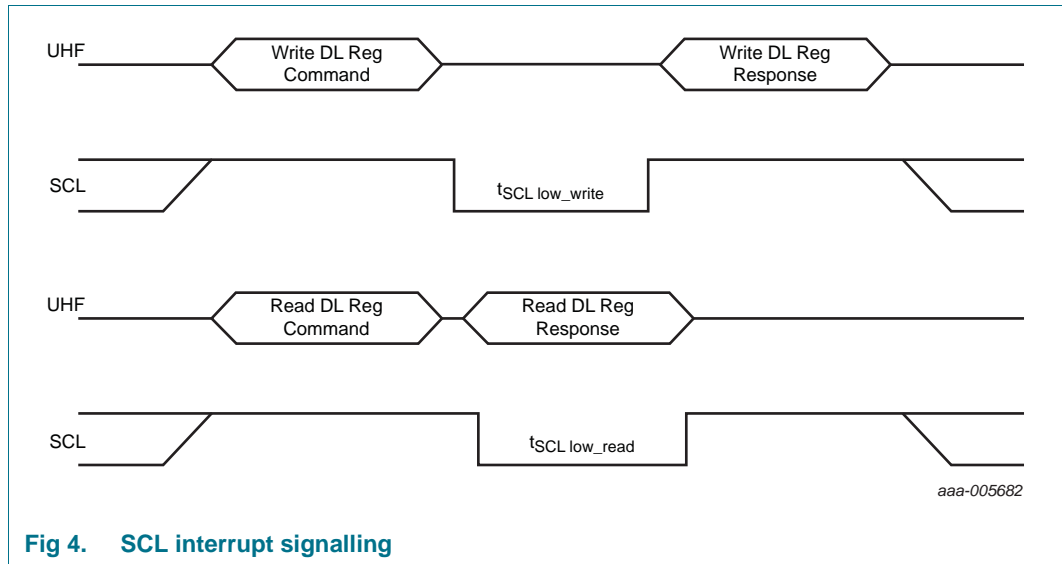 UHF
Write DL Reg
Command
Write DL Reg
Response
SCL
tSCL low_write
UHF
Read DL Reg
Command
Read DL Reg
Response
SCL
tSCL low_read
aaa-005682
Fig 4. SCL interrupt signalling